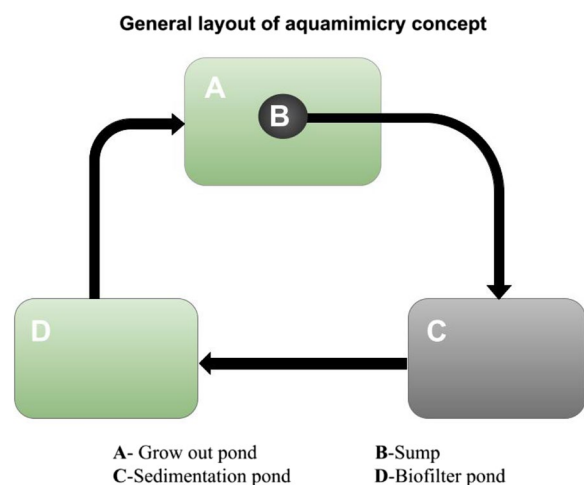 General layout of aquamimicry concept
A
B
D
C
A- Grow out pond B-Sump
C-Sedimentation pond D-Biofilter pond